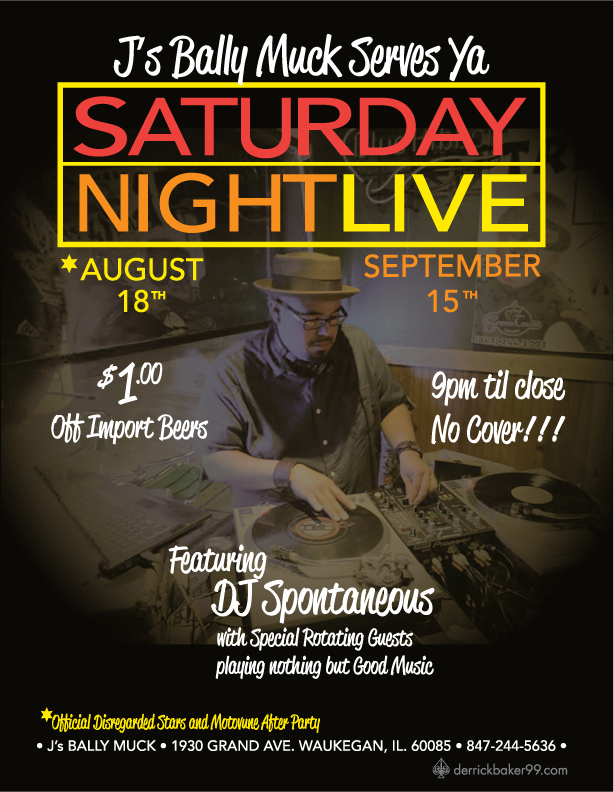 J's Bally Muck Serves Ya
SATURDAY
NIGHTLIVE
*AUGUST
18TH
SEPTEMBER
15TH
$1.00
Off Import Beers
9pm til close
No Cover!!!
Featuring
DJ Spontaneous
with Special Rotating Guests
playing nothing but Good Music
*Official Disregarded Stars and Motovune After Party
• J's BALLY MUCK • 1930 GRAND AVE. WAUKEGAN, IL. 60085 • 847-244-5636 •
derrickbaker99.com